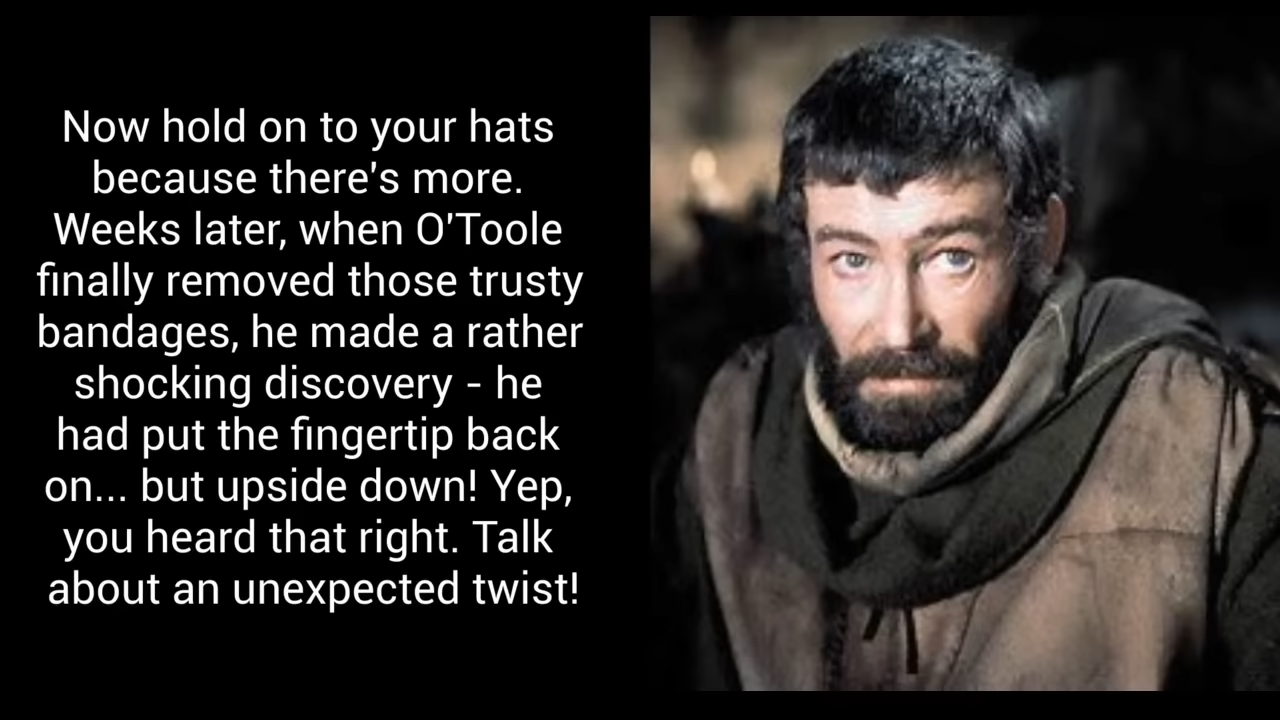 Now hold on to your hats
because there's more.
Weeks later, when O'Toole
finally removed those trusty
bandages, he made a rather
shocking discovery - he
had put the fingertip back
on... but upside down! Yep,
you heard that right. Talk
about an unexpected twist!